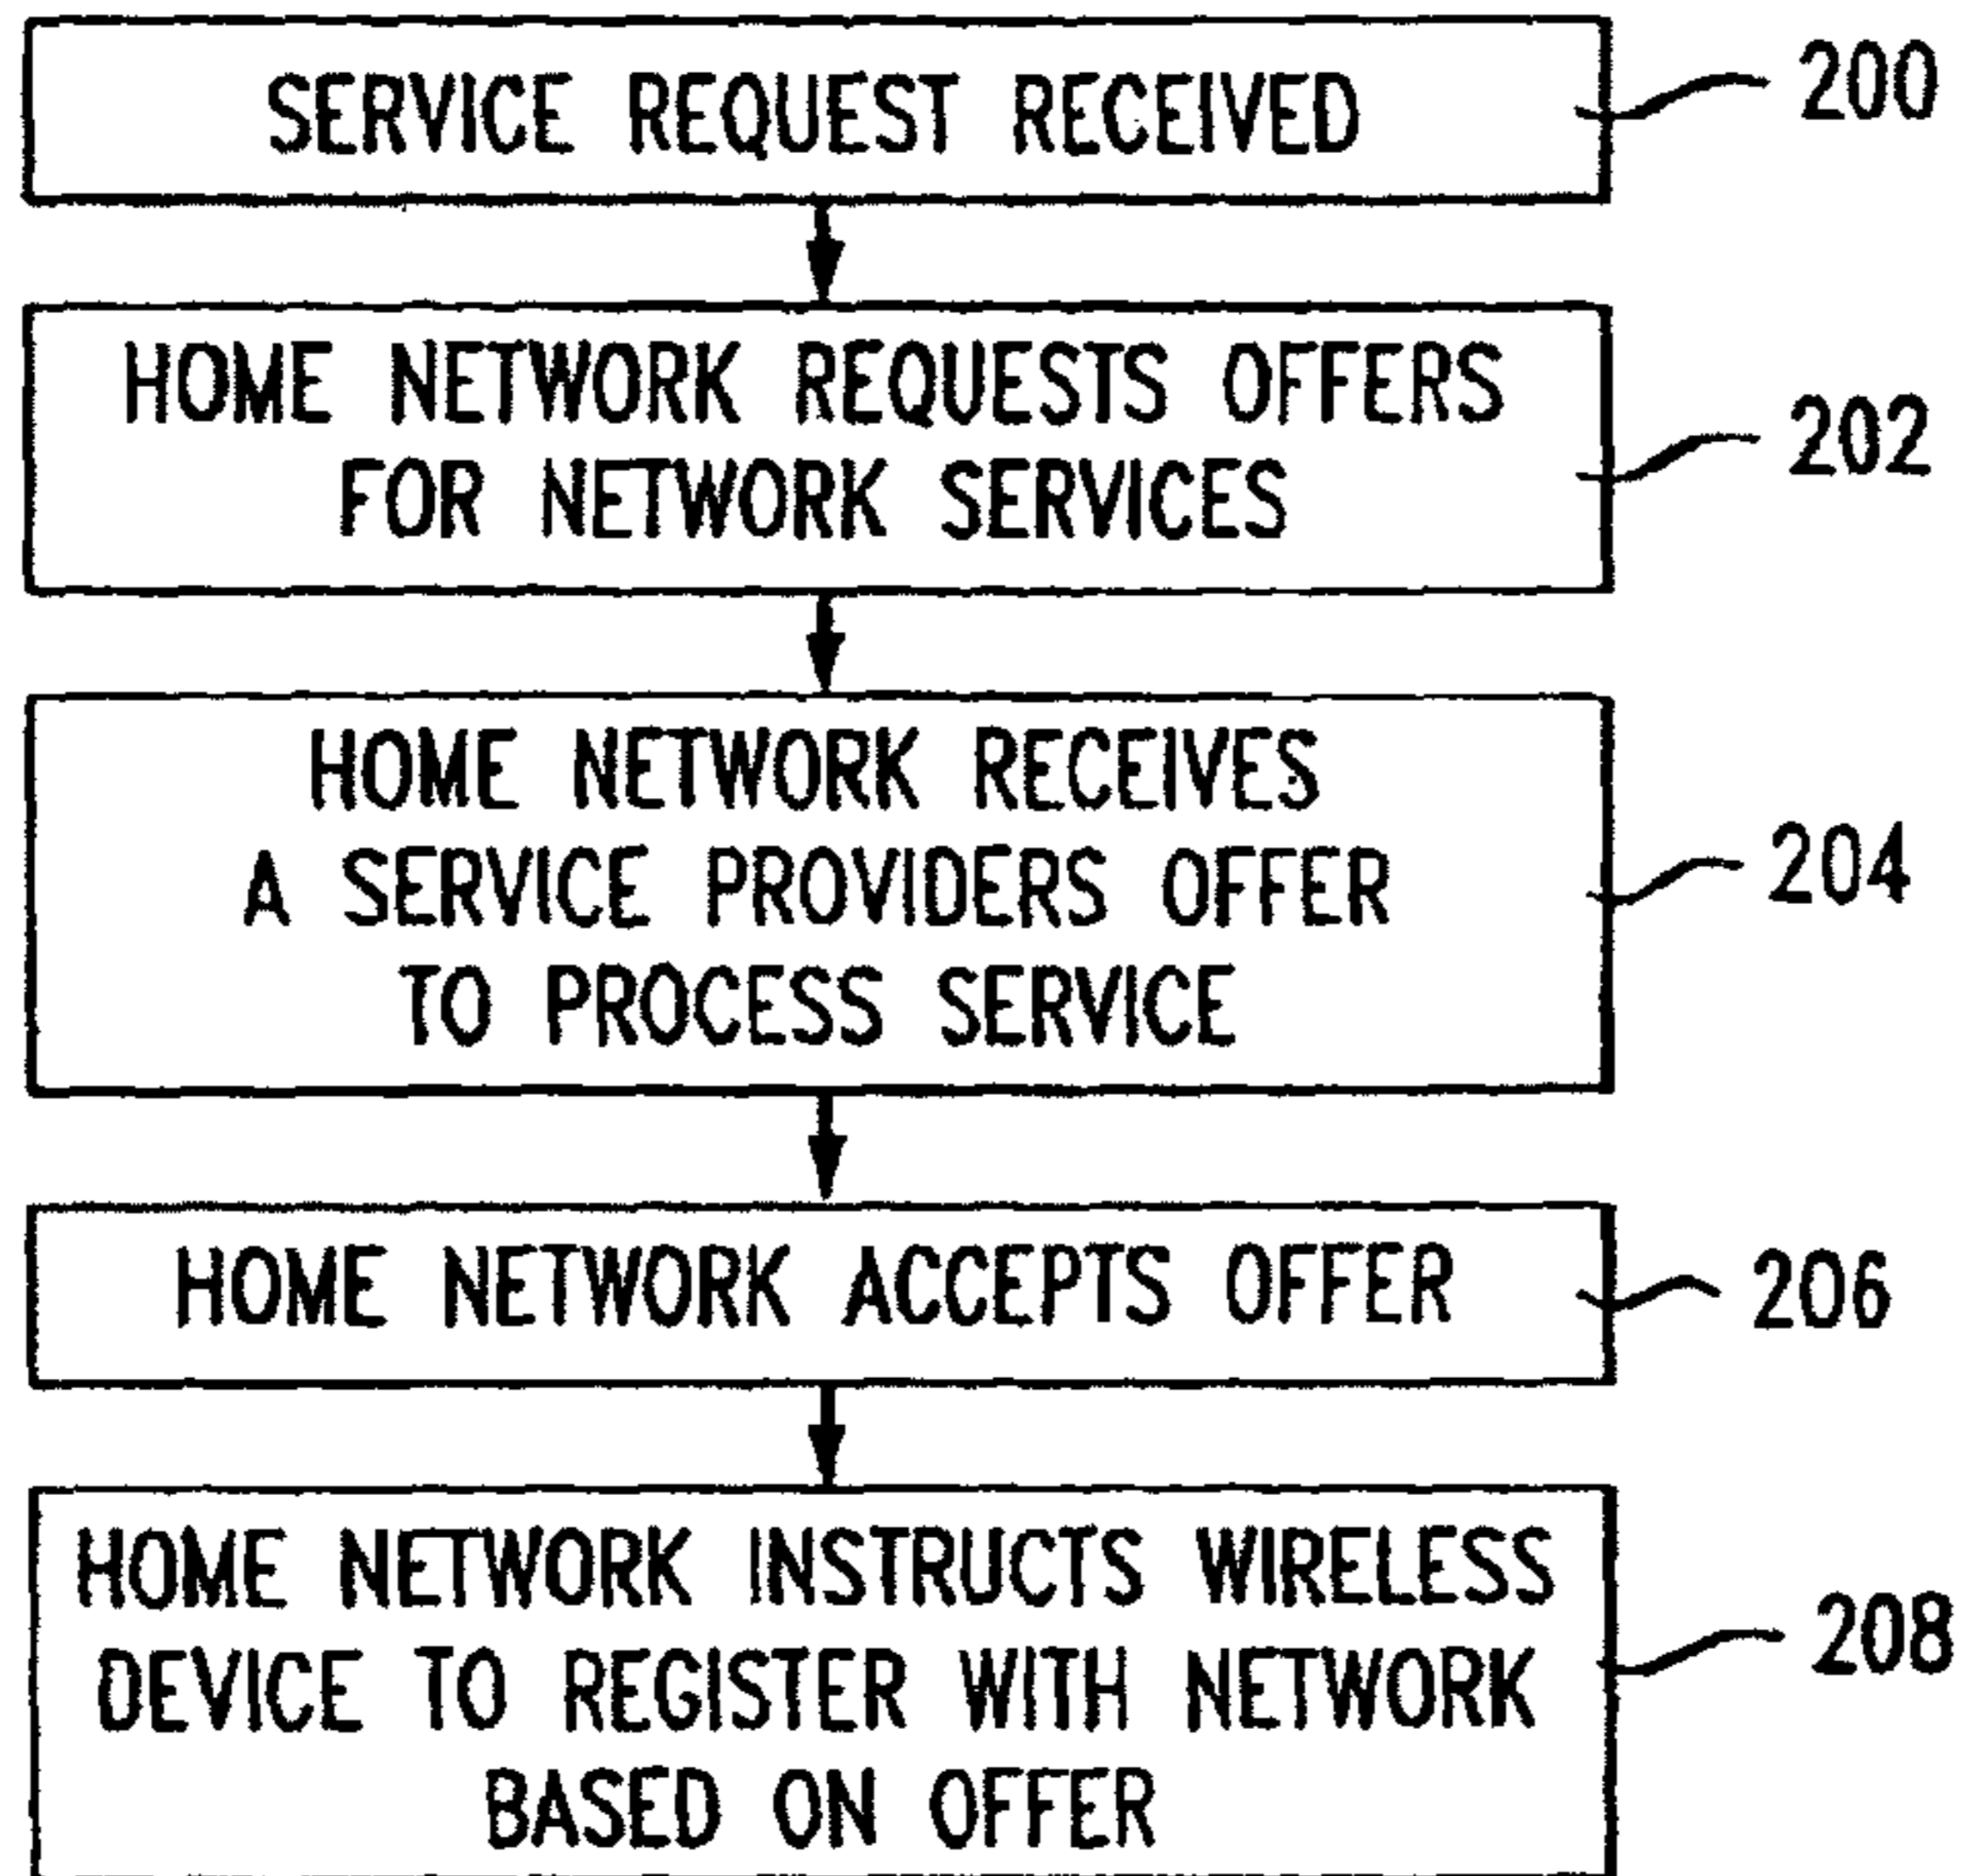 SERVICE REQUEST RECEIVED
200
HOME NETWORK REQUESTS OFFERS
FOR NETWORK SERVICES
202
HOME NETWORK RECEIVES
A SERVICE PROVIDERS OFFER
TO PROCESS SERVICE
204
HOME NETWORK ACCEPTS OFFER
206
HOME NETWORK INSTRUCTS WIRELESS
DEVICE TO REGISTER WITH NETWORK
BASED ON OFFER
208